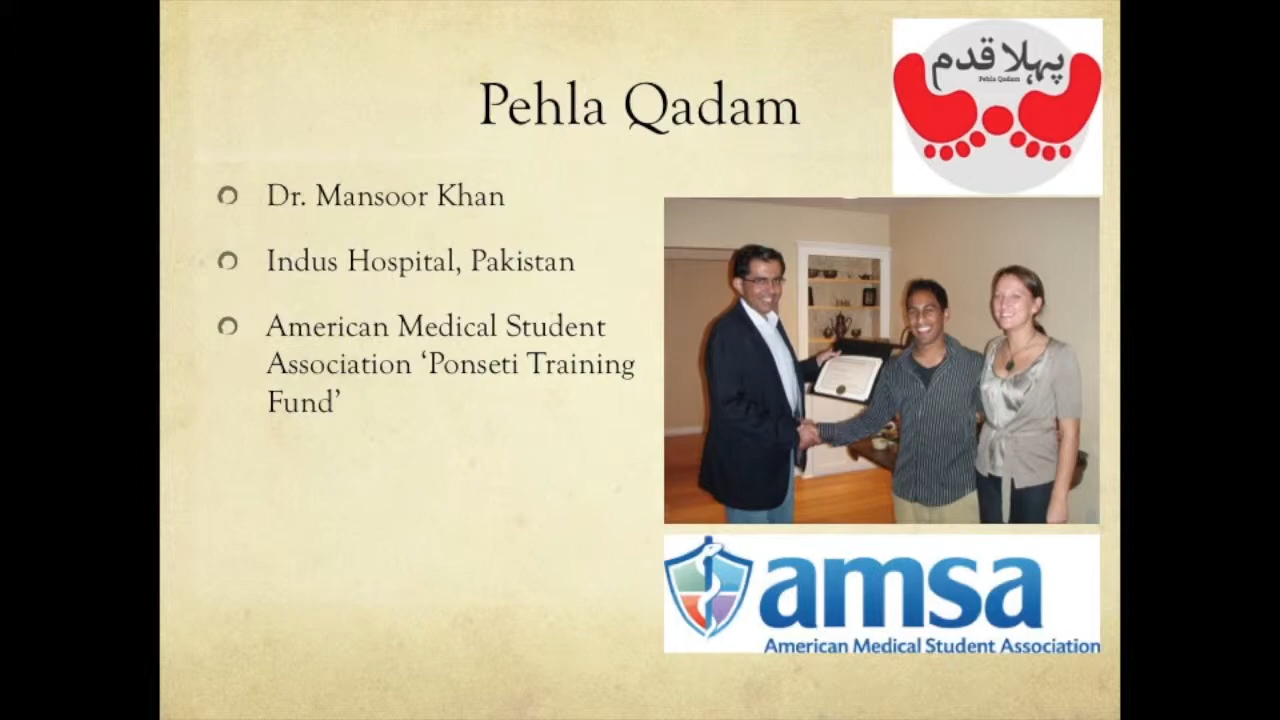 Pehla Qadam
پہلا قدم
Pehla Qadam
Dr. Mansoor Khan
Indus Hospital, Pakistan
American Medical Student
Association ‘Ponseti Training
Fund’
amsa
American Medical Student Association